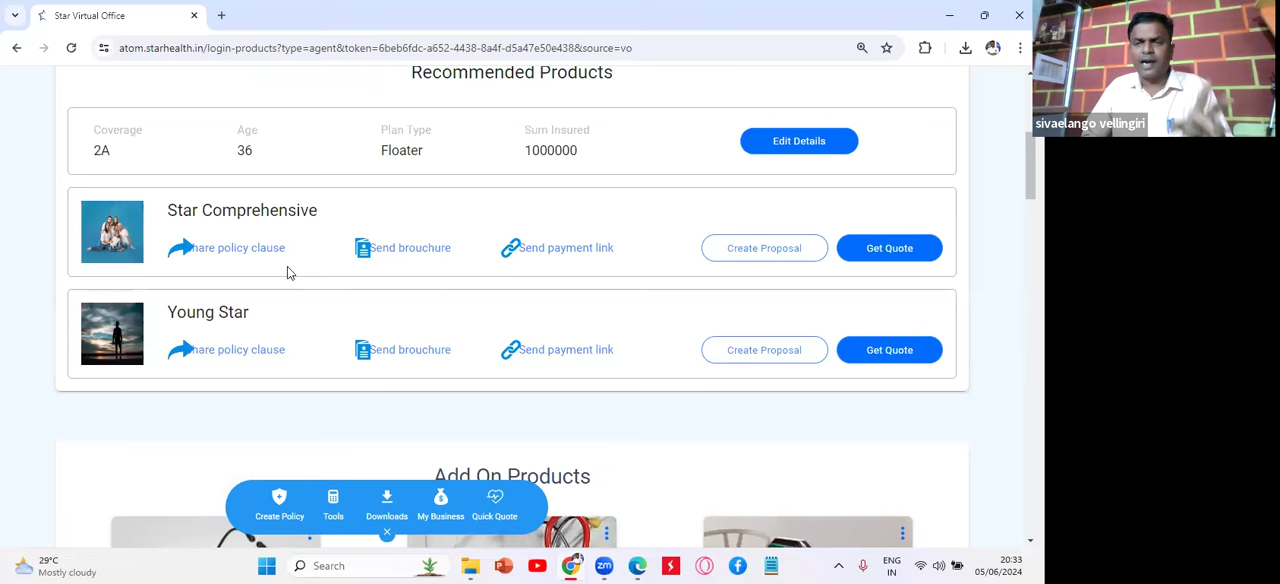 Star Virtual Office
atom.starhealth.in/login-products?type=agent&token=6beb6fdc-a652-4438-8a4f-d5a47e50e438&source=vo
sivaelango vellingiri
Recommended Products
Coverage Age Plan Type Sum Insured
2A 36 Floater 1000000
Edit Details
Star Comprehensive
hare policy clause Send brouchure Send payment link Create Proposal Get Quote
Young Star
hare policy clause Send brouchure Send payment link Create Proposal Get Quote
Add On Products
Create Policy Tools Downloads My Business Quick Quote
29°C
Mostly cloudy
Search
zm
ENG
IN
20:33
05/06/2024